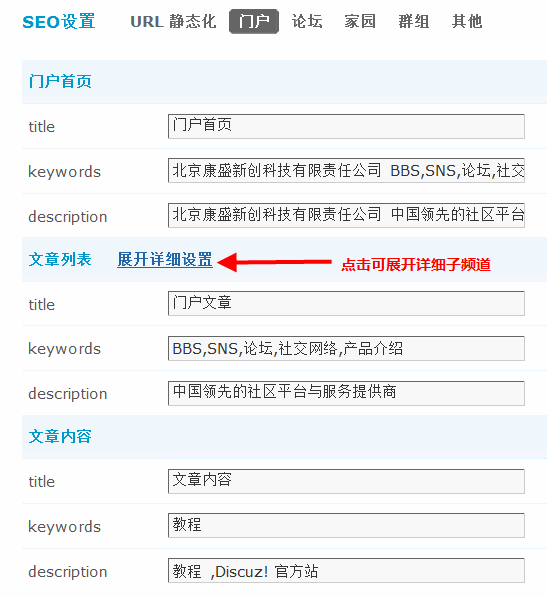 SEO设置 URL 静态化 门户 论坛 家园 群组 其他
门户首页
title 门户首页
keywords 北京康盛新创科技有限责任公司 BBS,SNS,论坛,社交
description 北京康盛新创科技有限责任公司 中国领先的社区平台
文章列表 展开详细设置 点击可展开详细子频道
title 门户文章
keywords BBS,SNS,论坛,社交网络,产品介绍
description 中国领先的社区平台与服务提供商
文章内容
title 文章内容
keywords 教程
description 教程 ,Discuz! 官方站